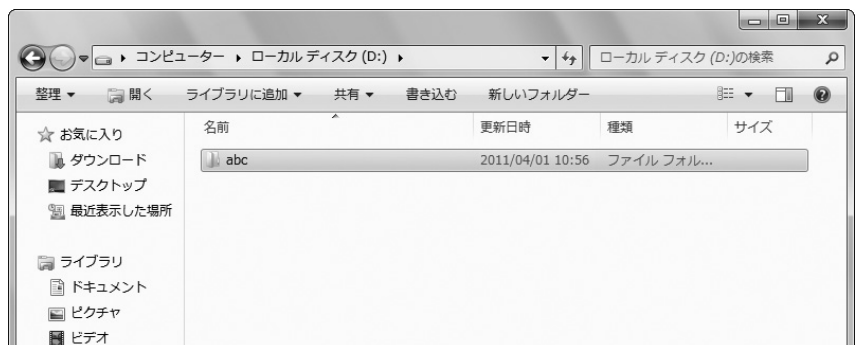 コンピューター ローカル ディスク (D:) ローカル ディスク (D:)の検索
整理 開く ライブラリに追加 共有 書き込む 新しいフォルダー
お気に入り
ダウンロード
デスクトップ
最近表示した場所
ライブラリ
ドキュメント
ピクチャ
ビデオ
名前 更新日時 種類 サイズ
abc 2011/04/01 10:56 ファイル フォル...